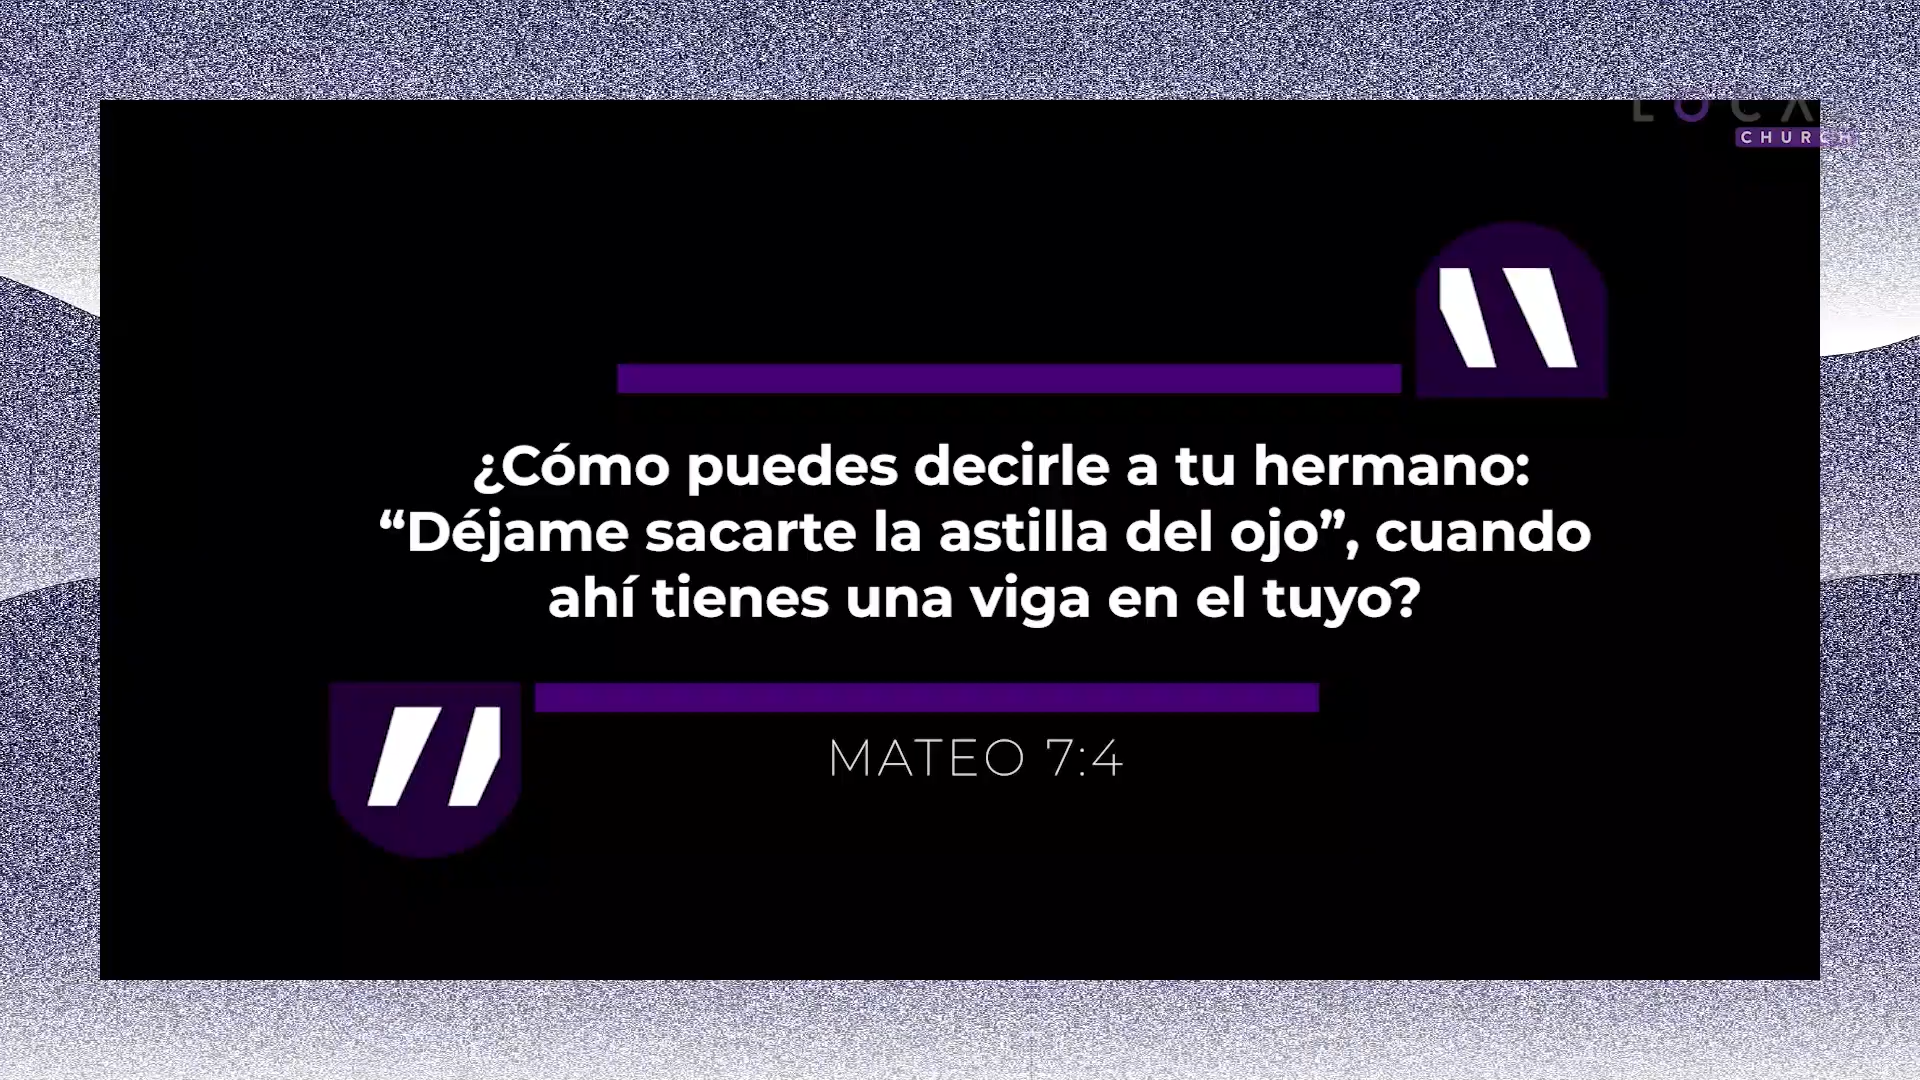 CHURCH
¿Cómo puedes decirle a tu hermano:
“Déjame sacarte la astilla del ojo”, cuando
ahí tienes una viga en el tuyo?
MATEO 7:4